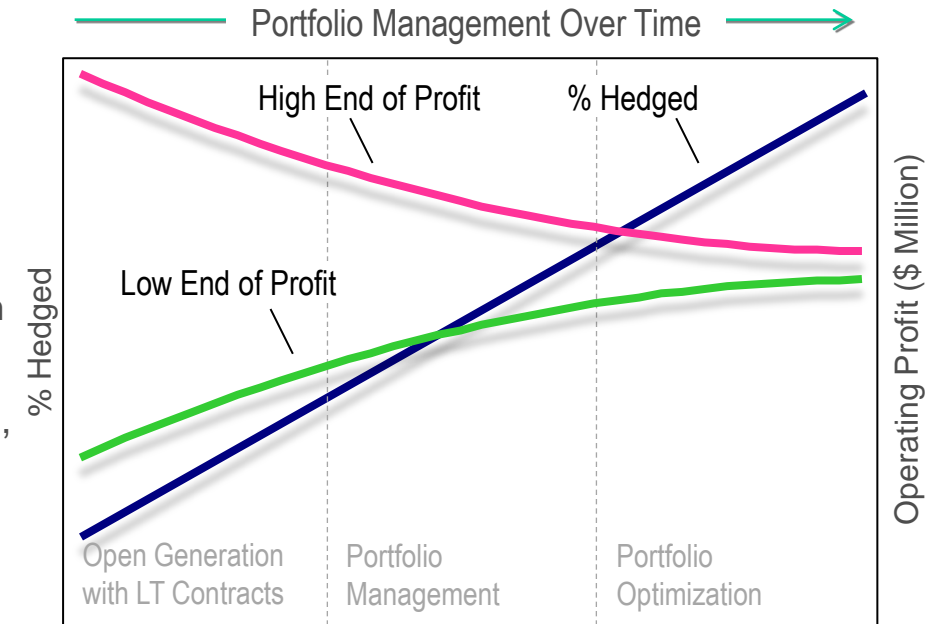 Portfolio Management Over Time
High End of Profit
% Hedged
Low End of Profit
% Hedged
Operating Profit ($ Million)
Open Generation
with LT Contracts
Portfolio
Management
Portfolio
Optimization